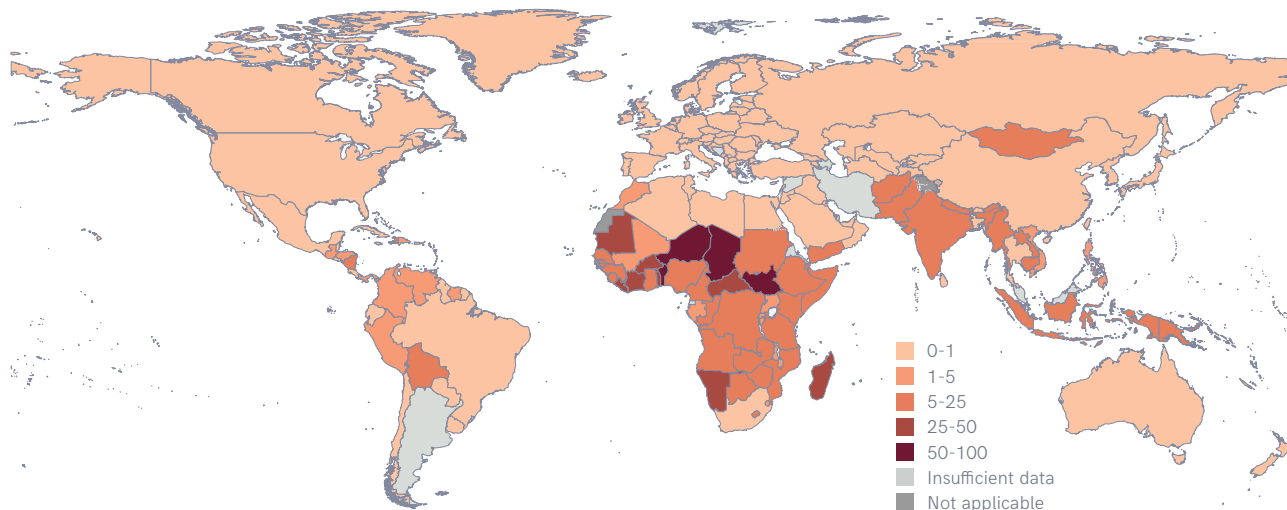 0-1
1-5
5-25
25-50
50-100
Insufficient data
Not applicable